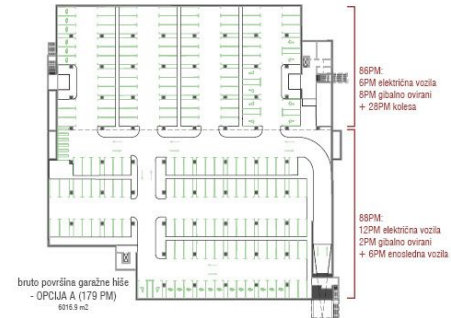 86PM:
6PM električna vozila
8PM gibalno ovirani
+ 28PM kolesa
88PM:
12PM električna vozila
2PM gibalno ovirani
+ 6PM enosledna vozila
bruto površina garažne hiše
- OPCIJA A (179 PM)
6016.9 m2